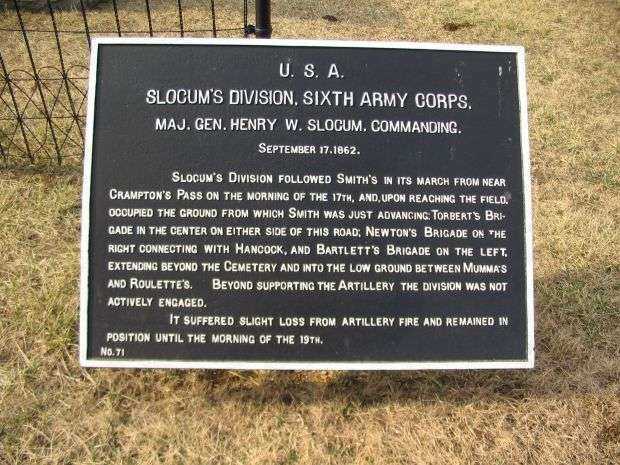 U. S. A.
SLOCUM'S DIVISION, SIXTH ARMY CORPS,
MAJ. GEN. HENRY W. SLOCUM, COMMANDING.
SEPTEMBER 17, 1862.
SLOCUM'S DIVISION FOLLOWED SMITH'S IN ITS MARCH FROM NEAR
CRAMPTON'S PASS ON THE MORNING OF THE 17TH, AND, UPON REACHING THE FIELD,
OCCUPIED THE GROUND FROM WHICH SMITH WAS JUST ADVANCING; TORBERT'S BRI-
GADE IN THE CENTER ON EITHER SIDE OF THIS ROAD; NEWTON'S BRIGADE ON THE
RIGHT CONNECTING WITH HANCOCK, AND BARTLETT'S BRIGADE ON THE LEFT,
EXTENDING BEYOND THE CEMETERY AND INTO THE LOW GROUND BETWEEN MUMMA'S
AND ROULETTE'S. BEYOND SUPPORTING THE ARTILLERY THE DIVISION WAS NOT
ACTIVELY ENGAGED.
IT SUFFERED SLIGHT LOSS FROM ARTILLERY FIRE AND REMAINED IN
POSITION UNTIL THE MORNING OF THE 19TH.
NO. 71